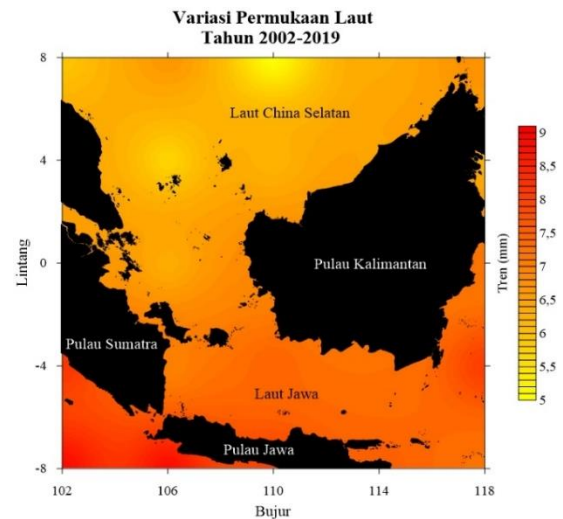 Variasi Permukaan Laut
Tahun 2002-2019
8
4
0
-4
-8
Lintang
102
106
110
114
118
Bujur
Laut China Selatan
Pulau Kalimantan
Pulau Sumatra
Laut Jawa
Pulau Jawa
9
8,5
8
7,5
7
6,5
6
5,5
5
Tren (mm)